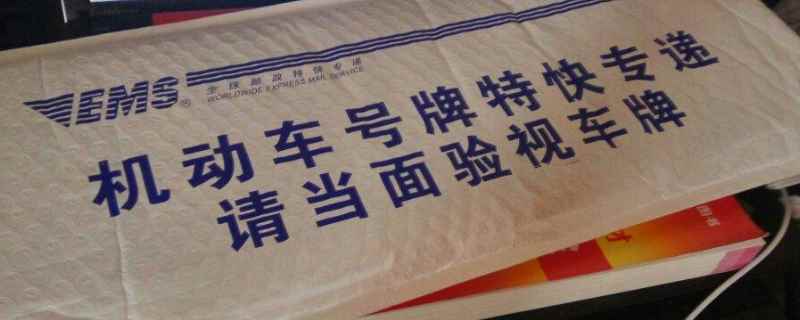 EMS®
全球邮政特快专递
WORLDWIDE EXPRESS MAIL SERVICE
机动车号牌特快专递
请当面验视车牌